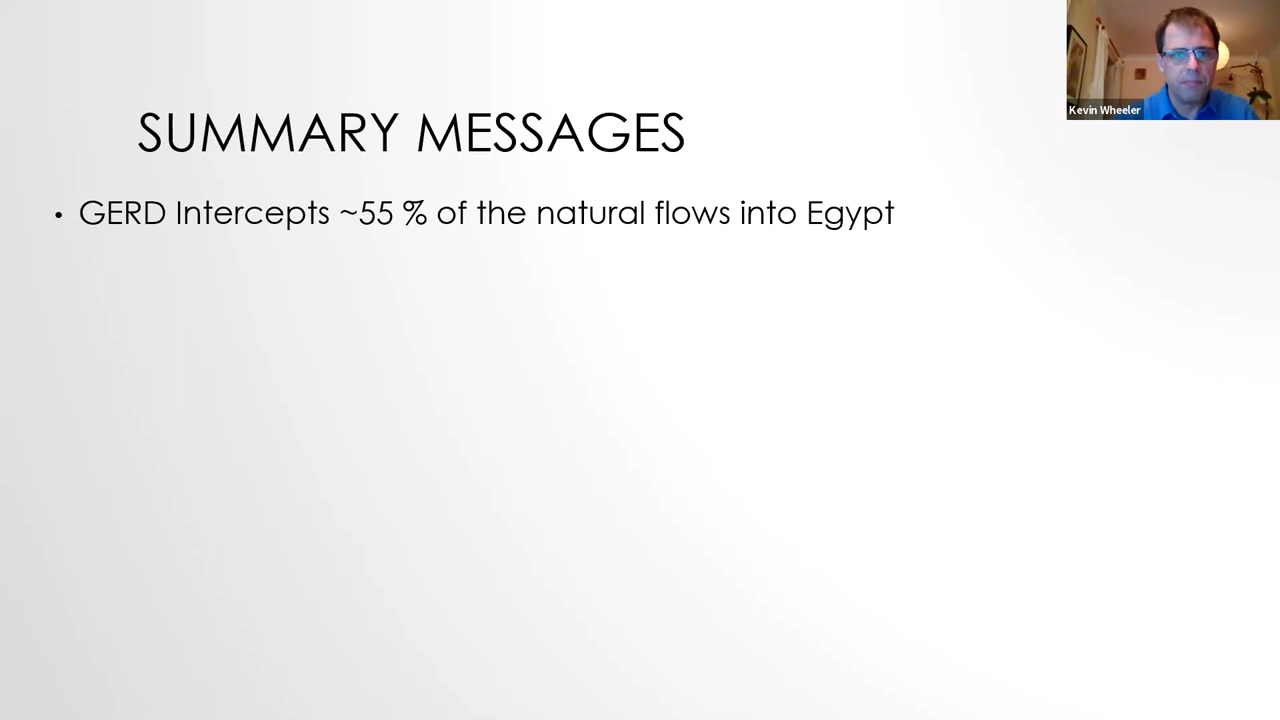 Kevin Wheeler
SUMMARY MESSAGES
• GERD Intercepts ~55 % of the natural flows into Egypt